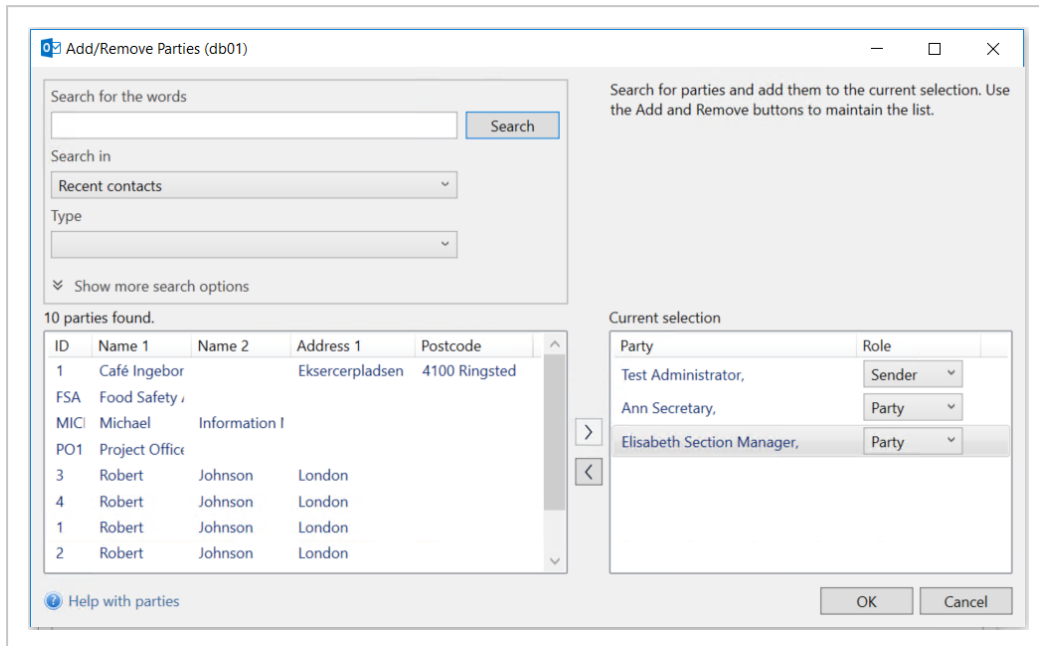 Add/Remove Parties (db01)
Search for the words
Search
Search in
Recent contacts
Type
Show more search options
Search for parties and add them to the current selection. Use
the Add and Remove buttons to maintain the list.
10 parties found.
ID Name 1 Name 2 Address 1 Postcode
1 Café Ingebor Eksercerpladsen 4100 Ringsted
FSA Food Safety
MIC Michael Information
PO1 Project Office
3 Robert Johnson London
4 Robert Johnson London
1 Robert Johnson London
2 Robert Johnson London
Current selection
Party Role
Test Administrator, Sender
Ann Secretary, Party
Elisabeth Section Manager, Party
Help with parties
OK Cancel